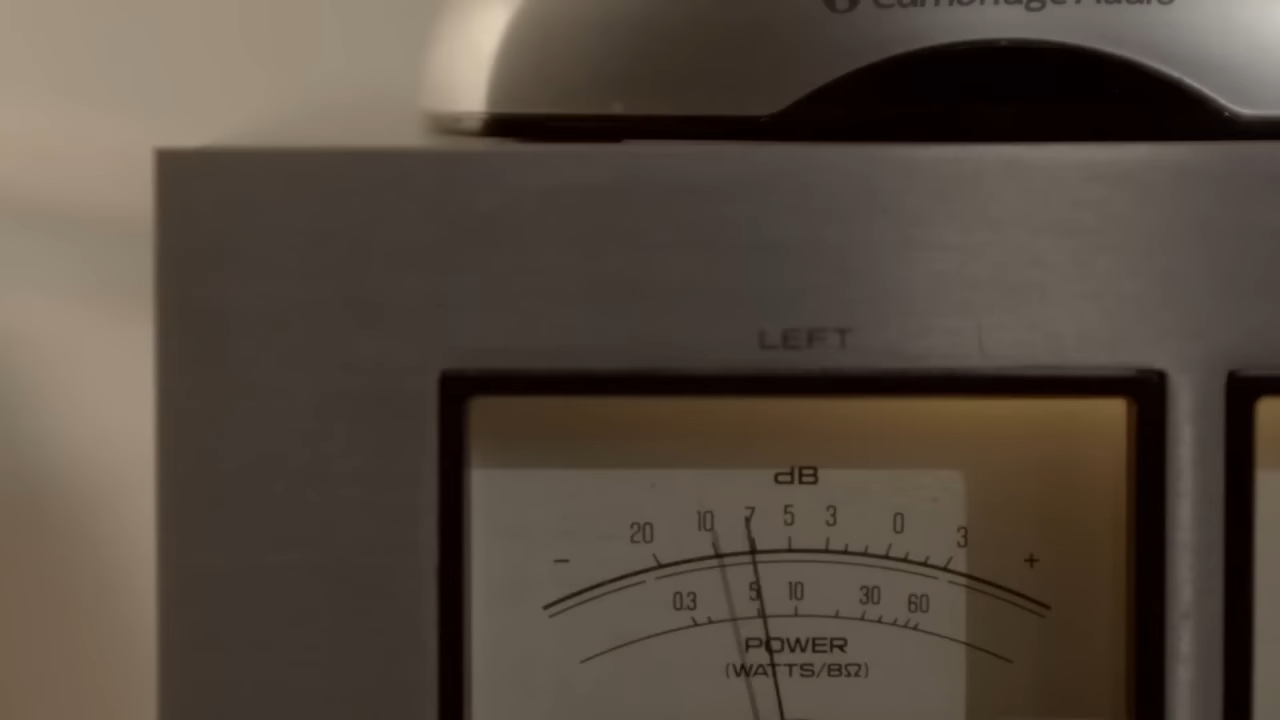 Cambridge Audio
LEFT
dB
20 10 7 5 3 0 3
- +
0.3 5 10 30 60
POWER
(WATTS/8Ω)